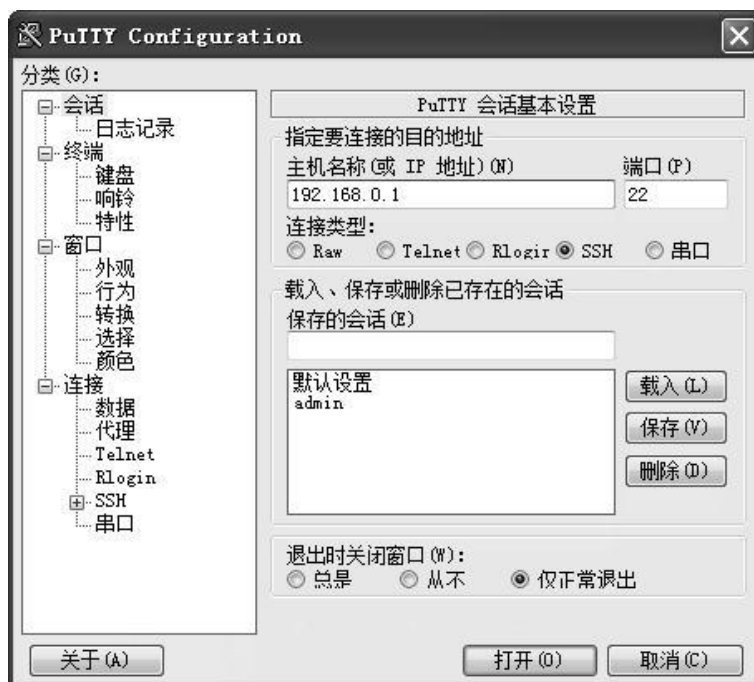 PuTTY Configuration
分类(G):
会话
日志记录
终端
键盘
响铃
特性
窗口
外观
行为
转换
选择
颜色
连接
数据
代理
Telnet
Rlogin
SSH
串口
PuTTY 会话基本设置
指定要连接的目的地址
主机名称(或 IP 地址)(N) 端口(P)
192.168.0.1 22
连接类型:
Raw Telnet Rlogir SSH 串口
载入、保存或删除已存在的会话
保存的会话(E)
默认设置
admin
载入(L)
保存(V)
删除(D)
退出时关闭窗口(W):
总是 从不 仅正常退出
关于(A) 打开(O) 取消(C)